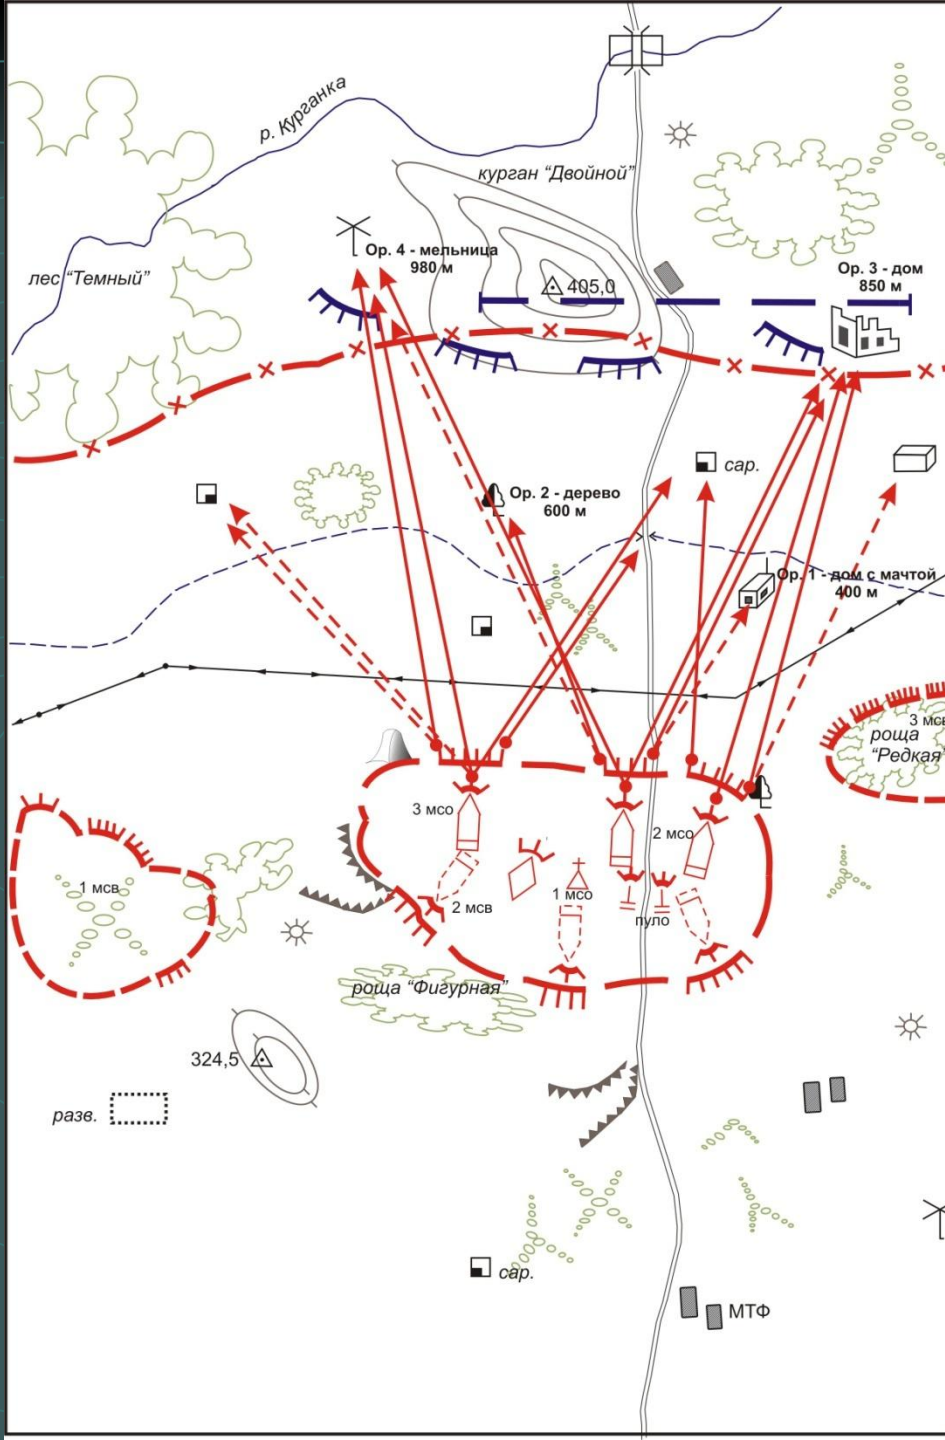 р. Курганка
курган “Двойной”
лес “Темный”
Ор. 4 - мельница
980 м
405,0
Ор. 3 - дом
850 м
сар.
Ор. 2 - дерево
600 м
Ор. 1 - дом с мачтой
400 м
3 мсв
роща
“Редкая”
3 мсо
2 мсо
1 мсв
2 мсв
1 мсо
пуло
роща “Фигурная”
324,5
разв.
сар.
МТФ